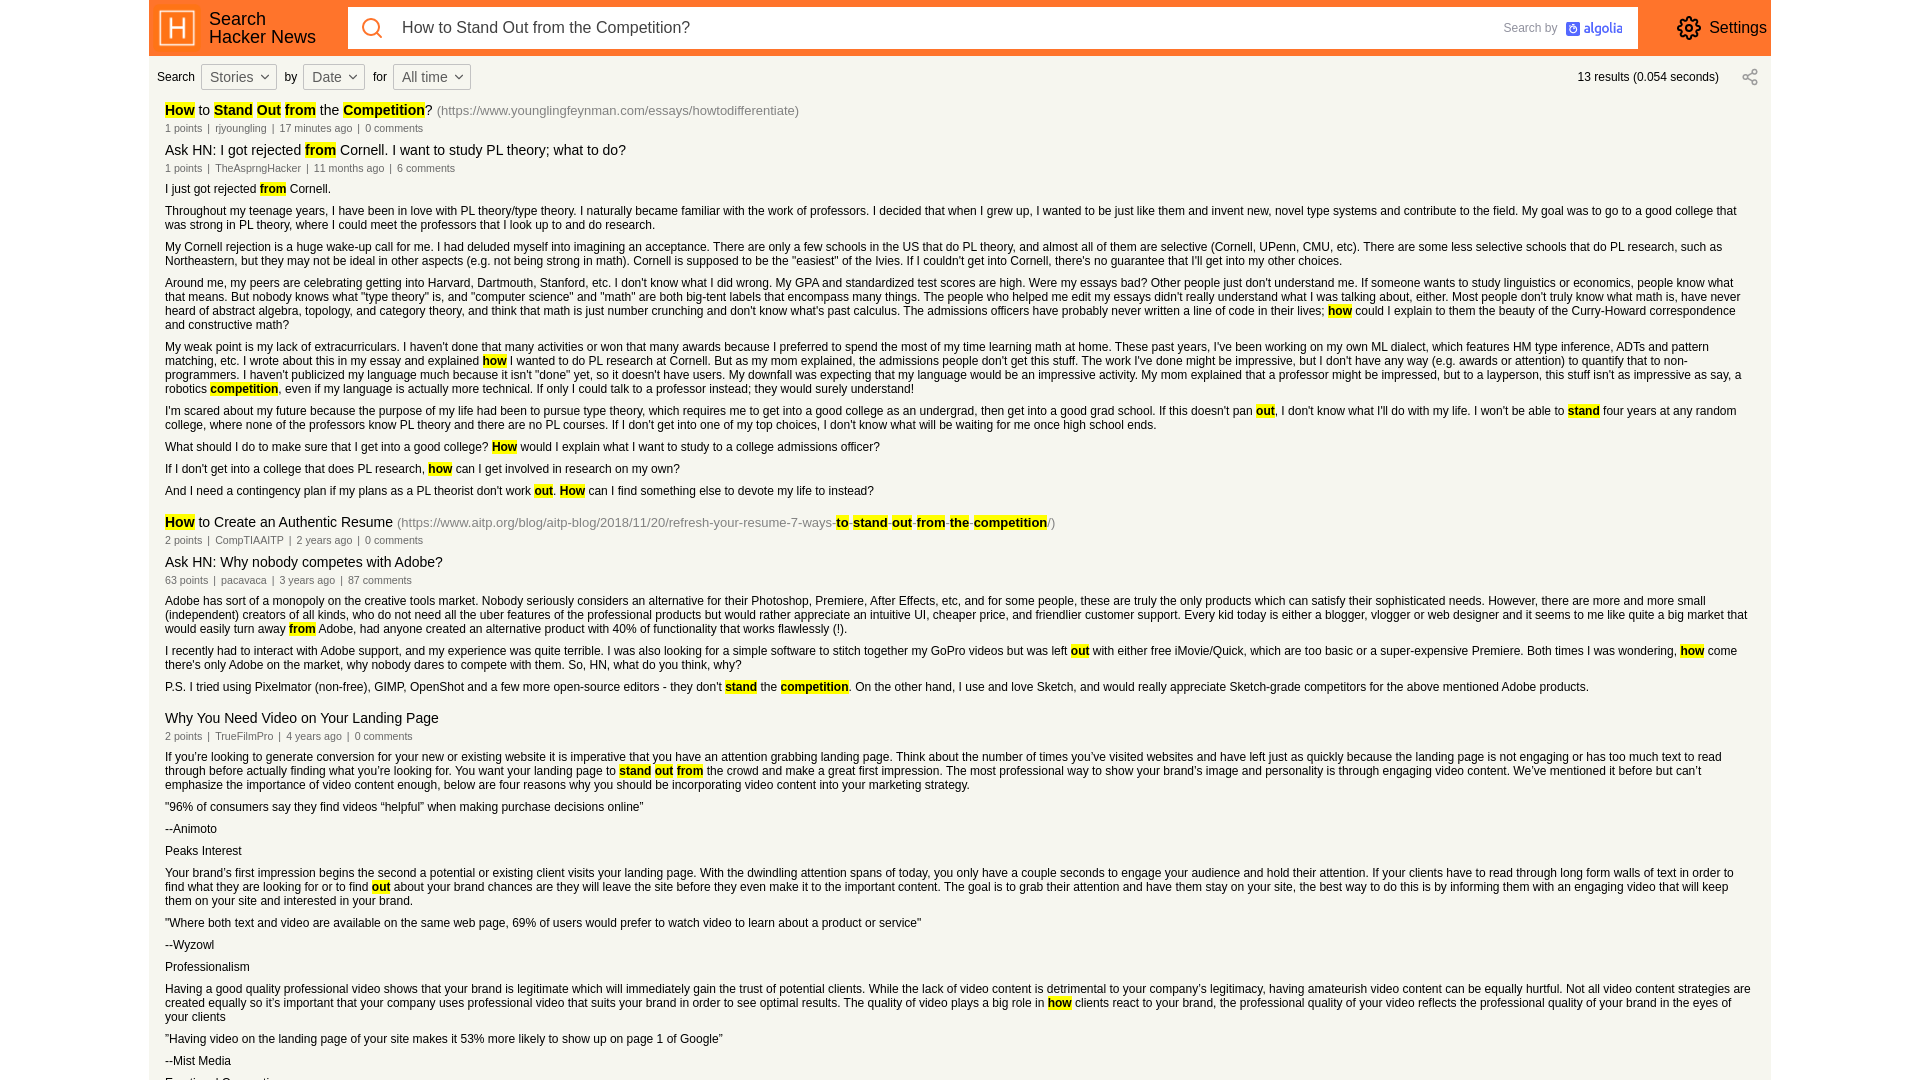 Search
Hacker News
How to Stand Out from the Competition?
Search by algolia
Settings
Search Stories by Date for All time
13 results (0.054 seconds)
How to Stand Out from the Competition? (https://www.younglingfeynman.com/essays/howtodifferentiate)
1 points | rjyoungling | 17 minutes ago | 0 comments
Ask HN: I got rejected from Cornell. I want to study PL theory; what to do?
1 points | TheAsprngHacker | 11 months ago | 6 comments
I just got rejected from Cornell.
Throughout my teenage years, I have been in love with PL theory/type theory. I naturally became familiar with the work of professors. I decided that when I grew up, I wanted to be just like them and invent new, novel type systems and contribute to the field. My goal was to go to a good college that
was strong in PL theory, where I could meet the professors that I look up to and do research.
My Cornell rejection is a huge wake-up call for me. I had deluded myself into imagining an acceptance. There are only a few schools in the US that do PL theory, and almost all of them are selective (Cornell, UPenn, CMU, etc). There are some less selective schools that do PL research, such as
Northeastern, but they may not be ideal in other aspects (e.g. not being strong in math). Cornell is supposed to be the "easiest" of the Ivies. If I couldn't get into Cornell, there's no guarantee that I'll get into my other choices.
Around me, my peers are celebrating getting into Harvard, Dartmouth, Stanford, etc. I don't know what I did wrong. My GPA and standardized test scores are high. Were my essays bad? Other people just don't understand me. If someone wants to study linguistics or economics, people know what
that means. But nobody knows what "type theory" is, and "computer science" and "math" are both big-tent labels that encompass many things. The people who helped me edit my essays didn't really understand what I was talking about, either. Most people don't truly know what math is, have never
heard of abstract algebra, topology, and category theory, and think that math is just number crunching and don't know what's past calculus. The admissions officers have probably never written a line of code in their lives; how could I explain to them the beauty of the Curry-Howard correspondence
and constructive math?
My weak point is my lack of extracurriculars. I haven't done that many activities or won that many awards because I preferred to spend the most of my time learning math at home. These past years, I've been working on my own ML dialect, which features HM type inference, ADTs and pattern
matching, etc. I wrote about this in my essay and explained how I wanted to do PL research at Cornell. But as my mom explained, the admissions people don't get this stuff. The work I've done might be impressive, but I don't have any way (e.g. awards or attention) to quantify that to non-
programmers. I haven't publicized my language much because it isn't "done" yet, so it doesn't have users. My downfall was expecting that my language would be an impressive activity. My mom explained that a professor might be impressed, but to a layperson, this stuff isn't as impressive as say, a
robotics competition, even if my language is actually more technical. If only I could talk to a professor instead; they would surely understand!
I'm scared about my future because the purpose of my life had been to pursue type theory, which requires me to get into a good college as an undergrad, then get into a good grad school. If this doesn't pan out, I don't know what I'll do with my life. I won't be able to stand four years at any random
college, where none of the professors know PL theory and there are no PL courses. If I don't get into one of my top choices, I don't know what will be waiting for me once high school ends.
What should I do to make sure that I get into a good college? How would I explain what I want to study to a college admissions officer?
If I don't get into a college that does PL research, how can I get involved in research on my own?
And I need a contingency plan if my plans as a PL theorist don't work out. How can I find something else to devote my life to instead?
How to Create an Authentic Resume (https://www.aitp.org/blog/aitp-blog/2018/11/20/refresh-your-resume-7-ways-to-stand-out-from-the-competition/)
2 points | CompTIAAITP | 2 years ago | 0 comments
Ask HN: Why nobody competes with Adobe?
63 points | pacavaca | 3 years ago | 87 comments
Adobe has sort of a monopoly on the creative tools market. Nobody seriously considers an alternative for their Photoshop, Premiere, After Effects, etc, and for some people, these are truly the only products which can satisfy their sophisticated needs. However, there are more and more small
(independent) creators of all kinds, who do not need all the uber features of the professional products but would rather appreciate an intuitive UI, cheaper price, and friendlier customer support. Every kid today is either a blogger, vlogger or web designer and it seems to me like quite a big market that
would easily turn away from Adobe, had anyone created an alternative product with 40% of functionality that works flawlessly (!).
I recently had to interact with Adobe support, and my experience was quite terrible. I was also looking for a simple software to stitch together my GoPro videos but was left out with either free iMovie/Quick, which are too basic or a super-expensive Premiere. Both times I was wondering, how come
there's only Adobe on the market, why nobody dares to compete with them. So, HN, what do you think, why?
P.S. I tried using Pixelmator (non-free), GIMP, OpenShot and a few more open-source editors - they don't stand the competition. On the other hand, I use and love Sketch, and would really appreciate Sketch-grade competitors for the above mentioned Adobe products.
Why You Need Video on Your Landing Page
2 points | TrueFilmPro | 4 years ago | 0 comments
If you’re looking to generate conversion for your new or existing website it is imperative that you have an attention grabbing landing page. Think about the number of times you’ve visited websites and have left just as quickly because the landing page is not engaging or has too much text to read
through before actually finding what you’re looking for. You want your landing page to stand out from the crowd and make a great first impression. The most professional way to show your brand’s image and personality is through engaging video content. We’ve mentioned it before but can’t
emphasize the importance of video content enough, below are four reasons why you should be incorporating video content into your marketing strategy.
"96% of consumers say they find videos “helpful” when making purchase decisions online”
--Animoto
Peaks Interest
Your brand’s first impression begins the second a potential or existing client visits your landing page. With the dwindling attention spans of today, you only have a couple seconds to engage your audience and hold their attention. If your clients have to read through long form walls of text in order to
find what they are looking for or to find out about your brand chances are they will leave the site before they even make it to the important content. The goal is to grab their attention and have them stay on your site, the best way to do this is by informing them with an engaging video that will keep
them on your site and interested in your brand.
"Where both text and video are available on the same web page, 69% of users would prefer to watch video to learn about a product or service"
--Wyzowl
Professionalism
Having a good quality professional video shows that your brand is legitimate which will immediately gain the trust of potential clients. While the lack of video content is detrimental to your company’s legitimacy, having amateurish video content can be equally hurtful. Not all video content strategies are
created equally so it’s important that your company uses professional video that suits your brand in order to see optimal results. The quality of video plays a big role in how clients react to your brand, the professional quality of your video reflects the professional quality of your brand in the eyes of
your clients
”Having video on the landing page of your site makes it 53% more likely to show up on page 1 of Google”
--Mist Media